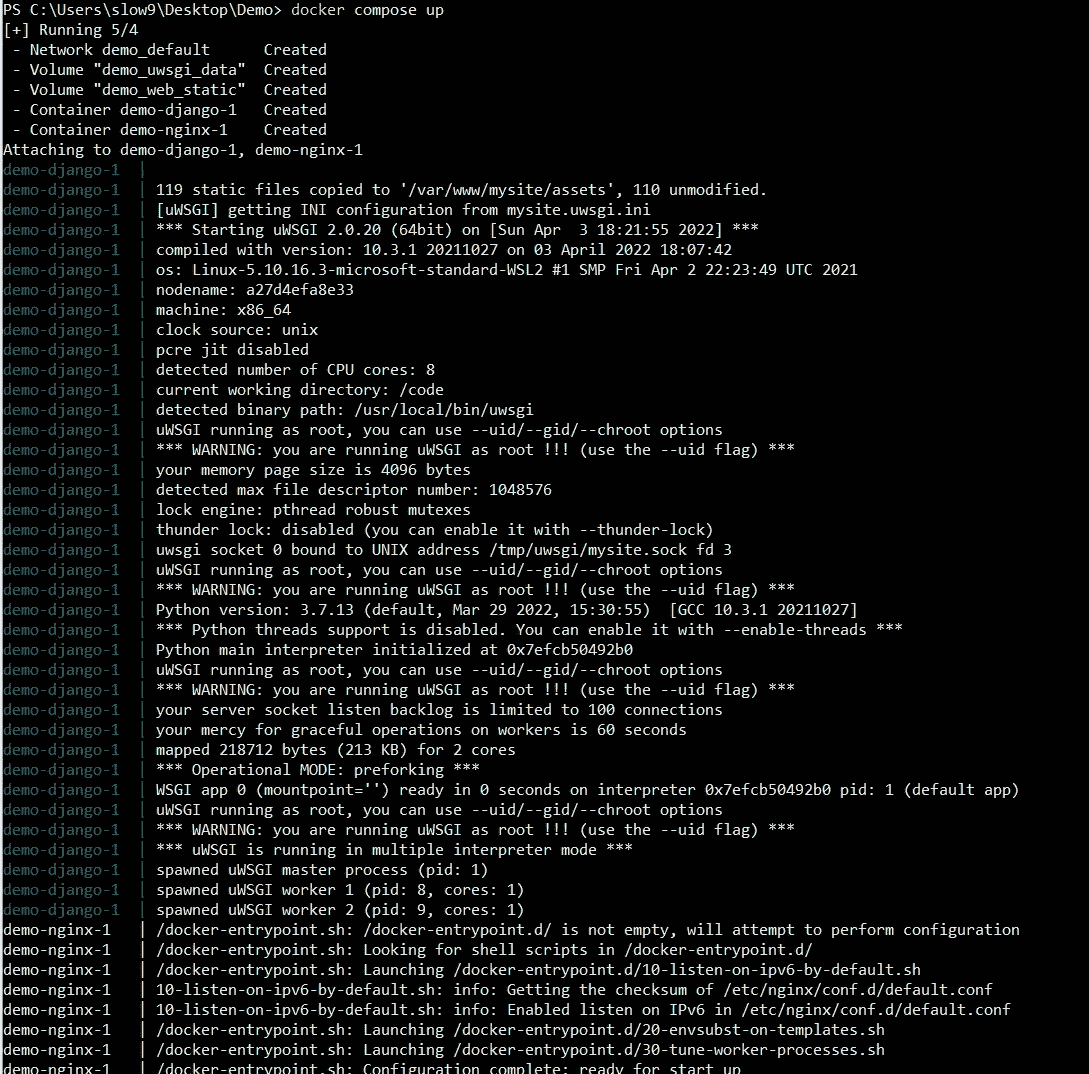 PS C:\Users\slow9\Desktop\Demo> docker compose up
[+] Running 5/4
 - Network demo_default      Created
 - Volume "demo_uwsgi_data"  Created
 - Volume "demo_web_static"  Created
 - Container demo-django-1   Created
 - Container demo-nginx-1    Created
Attaching to demo-django-1, demo-nginx-1
demo-django-1  |
demo-django-1  | 119 static files copied to '/var/www/mysite/assets', 110 unmodified.
demo-django-1  | [uWSGI] getting INI configuration from mysite.uwsgi.ini
demo-django-1  | *** Starting uWSGI 2.0.20 (64bit) on [Sun Apr  3 18:21:55 2022] ***
demo-django-1  | compiled with version: 10.3.1 20211027 on 03 April 2022 18:07:42
demo-django-1  | os: Linux-5.10.16.3-microsoft-standard-WSL2 #1 SMP Fri Apr 2 22:23:49 UTC 2021
demo-django-1  | nodename: a27d4efa8e33
demo-django-1  | machine: x86_64
demo-django-1  | clock source: unix
demo-django-1  | pcre jit disabled
demo-django-1  | detected number of CPU cores: 8
demo-django-1  | current working directory: /code
demo-django-1  | detected binary path: /usr/local/bin/uwsgi
demo-django-1  | uWSGI running as root, you can use --uid/--gid/--chroot options
demo-django-1  | *** WARNING: you are running uWSGI as root !!! (use the --uid flag) ***
demo-django-1  | your memory page size is 4096 bytes
demo-django-1  | detected max file descriptor number: 1048576
demo-django-1  | lock engine: pthread robust mutexes
demo-django-1  | thunder lock: disabled (you can enable it with --thunder-lock)
demo-django-1  | uwsgi socket 0 bound to UNIX address /tmp/uwsgi/mysite.sock fd 3
demo-django-1  | uWSGI running as root, you can use --uid/--gid/--chroot options
demo-django-1  | *** WARNING: you are running uWSGI as root !!! (use the --uid flag) ***
demo-django-1  | Python version: 3.7.13 (default, Mar 29 2022, 15:30:55)  [GCC 10.3.1 20211027]
demo-django-1  | *** Python threads support is disabled. You can enable it with --enable-threads ***
demo-django-1  | Python main interpreter initialized at 0x7efcb50492b0
demo-django-1  | uWSGI running as root, you can use --uid/--gid/--chroot options
demo-django-1  | *** WARNING: you are running uWSGI as root !!! (use the --uid flag) ***
demo-django-1  | your server socket listen backlog is limited to 100 connections
demo-django-1  | your mercy for graceful operations on workers is 60 seconds
demo-django-1  | mapped 218712 bytes (213 KB) for 2 cores
demo-django-1  | *** Operational MODE: preforking ***
demo-django-1  | WSGI app 0 (mountpoint='') ready in 0 seconds on interpreter 0x7efcb50492b0 pid: 1 (default app)
demo-django-1  | uWSGI running as root, you can use --uid/--gid/--chroot options
demo-django-1  | *** WARNING: you are running uWSGI as root !!! (use the --uid flag) ***
demo-django-1  | *** uWSGI is running in multiple interpreter mode ***
demo-django-1  | spawned uWSGI master process (pid: 1)
demo-django-1  | spawned uWSGI worker 1 (pid: 8, cores: 1)
demo-django-1  | spawned uWSGI worker 2 (pid: 9, cores: 1)
demo-nginx-1   | /docker-entrypoint.sh: /docker-entrypoint.d/ is not empty, will attempt to perform configuration
demo-nginx-1   | /docker-entrypoint.sh: Looking for shell scripts in /docker-entrypoint.d/
demo-nginx-1   | /docker-entrypoint.sh: Launching /docker-entrypoint.d/10-listen-on-ipv6-by-default.sh
demo-nginx-1   | 10-listen-on-ipv6-by-default.sh: info: Getting the checksum of /etc/nginx/conf.d/default.conf
demo-nginx-1   | 10-listen-on-ipv6-by-default.sh: info: Enabled listen on IPv6 in /etc/nginx/conf.d/default.conf
demo-nginx-1   | /docker-entrypoint.sh: Launching /docker-entrypoint.d/20-envsubst-on-templates.sh
demo-nginx-1   | /docker-entrypoint.sh: Launching /docker-entrypoint.d/30-tune-worker-processes.sh
demo-nginx-1   | /docker-entrypoint.sh: Configuration complete; ready for start up